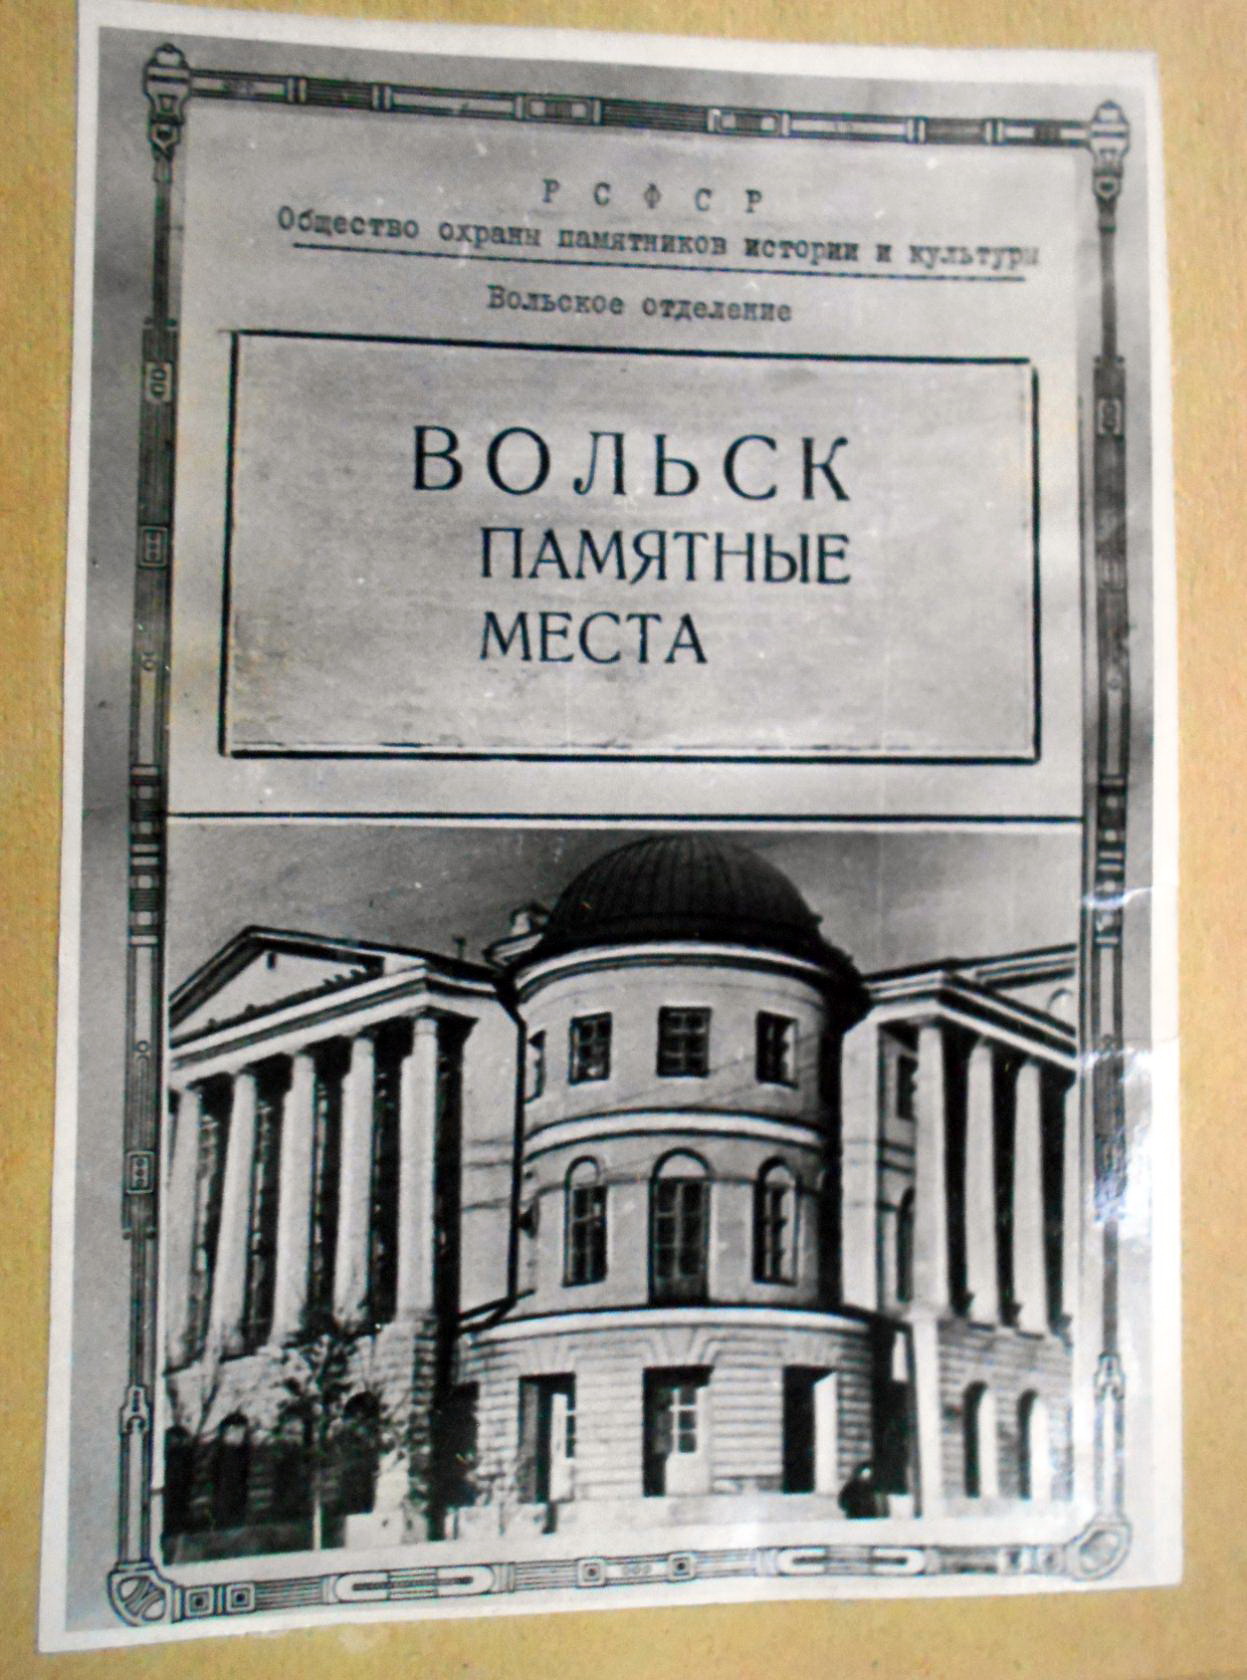 Р С Ф С Р
Общество охраны памятников истории и культуры
Вольское отделение
ВОЛЬСК
ПАМЯТНЫЕ
МЕСТА